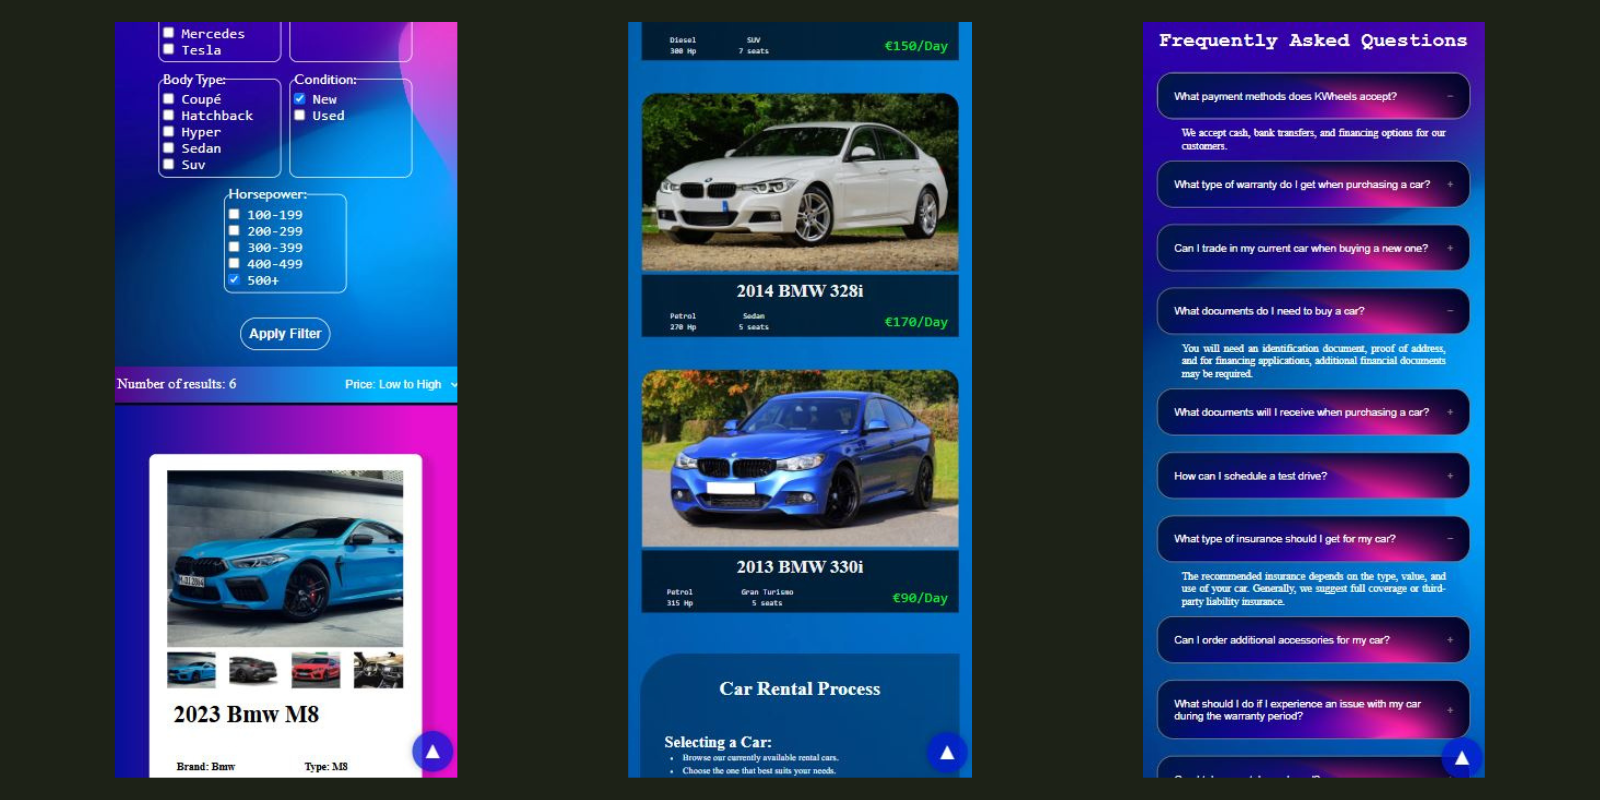 Mercedes
Tesla
Body Type:
Coupé
Hatchback
Hyper
Sedan
Suv
Condition:
New
Used
Horsepower:
100-199
200-299
300-399
400-499
500+
Apply Filter
Number of results: 6
Price: Low to High
2023 Bmw M8
Brand: Bmw
Type: M8
Diesel
300 Hp
SUV
7 seats
€150/Day
2014 BMW 328i
Petrol
270 Hp
Sedan
5 seats
€170/Day
2013 BMW 330i
Petrol
315 Hp
Gran Turismo
5 seats
€90/Day
Car Rental Process
Selecting a Car:
• Browse our currently available rental cars.
• Choose the one that best suits your needs.
Frequently Asked Questions
What payment methods does KWheels accept? −
We accept cash, bank transfers, and financing options for our
customers.
What type of warranty do I get when purchasing a car? +
Can I trade in my current car when buying a new one? +
What documents do I need to buy a car? −
You will need an identification document, proof of address,
and for financing applications, additional financial documents
may be required.
What documents will I receive when purchasing a car? +
How can I schedule a test drive? +
What type of insurance should I get for my car? −
The recommended insurance depends on the type, value, and
use of your car. Generally, we suggest full coverage or third-
party liability insurance.
Can I order additional accessories for my car? +
What should I do if I experience an issue with my car
during the warranty period? +